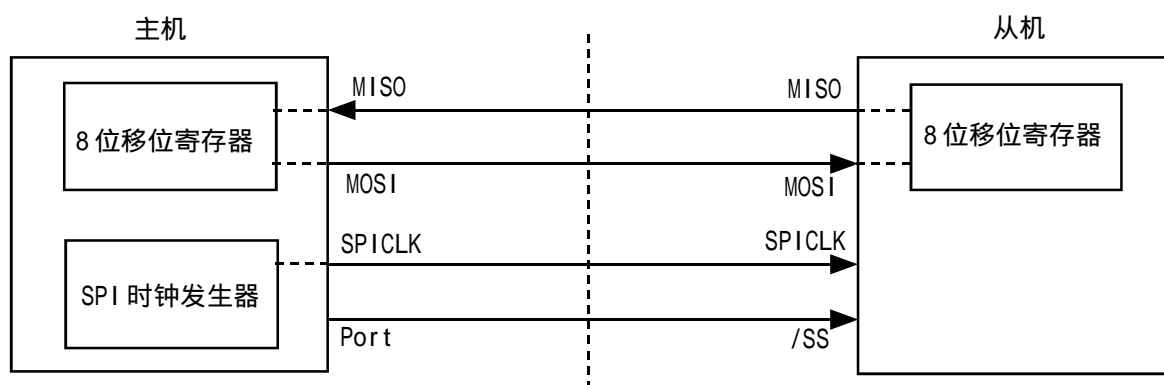 主机
从机
MISO
MISO
8位移位寄存器
8位移位寄存器
MOSI
MOSI
SPICLK
SPICLK
SPI时钟发生器
Port
/SS